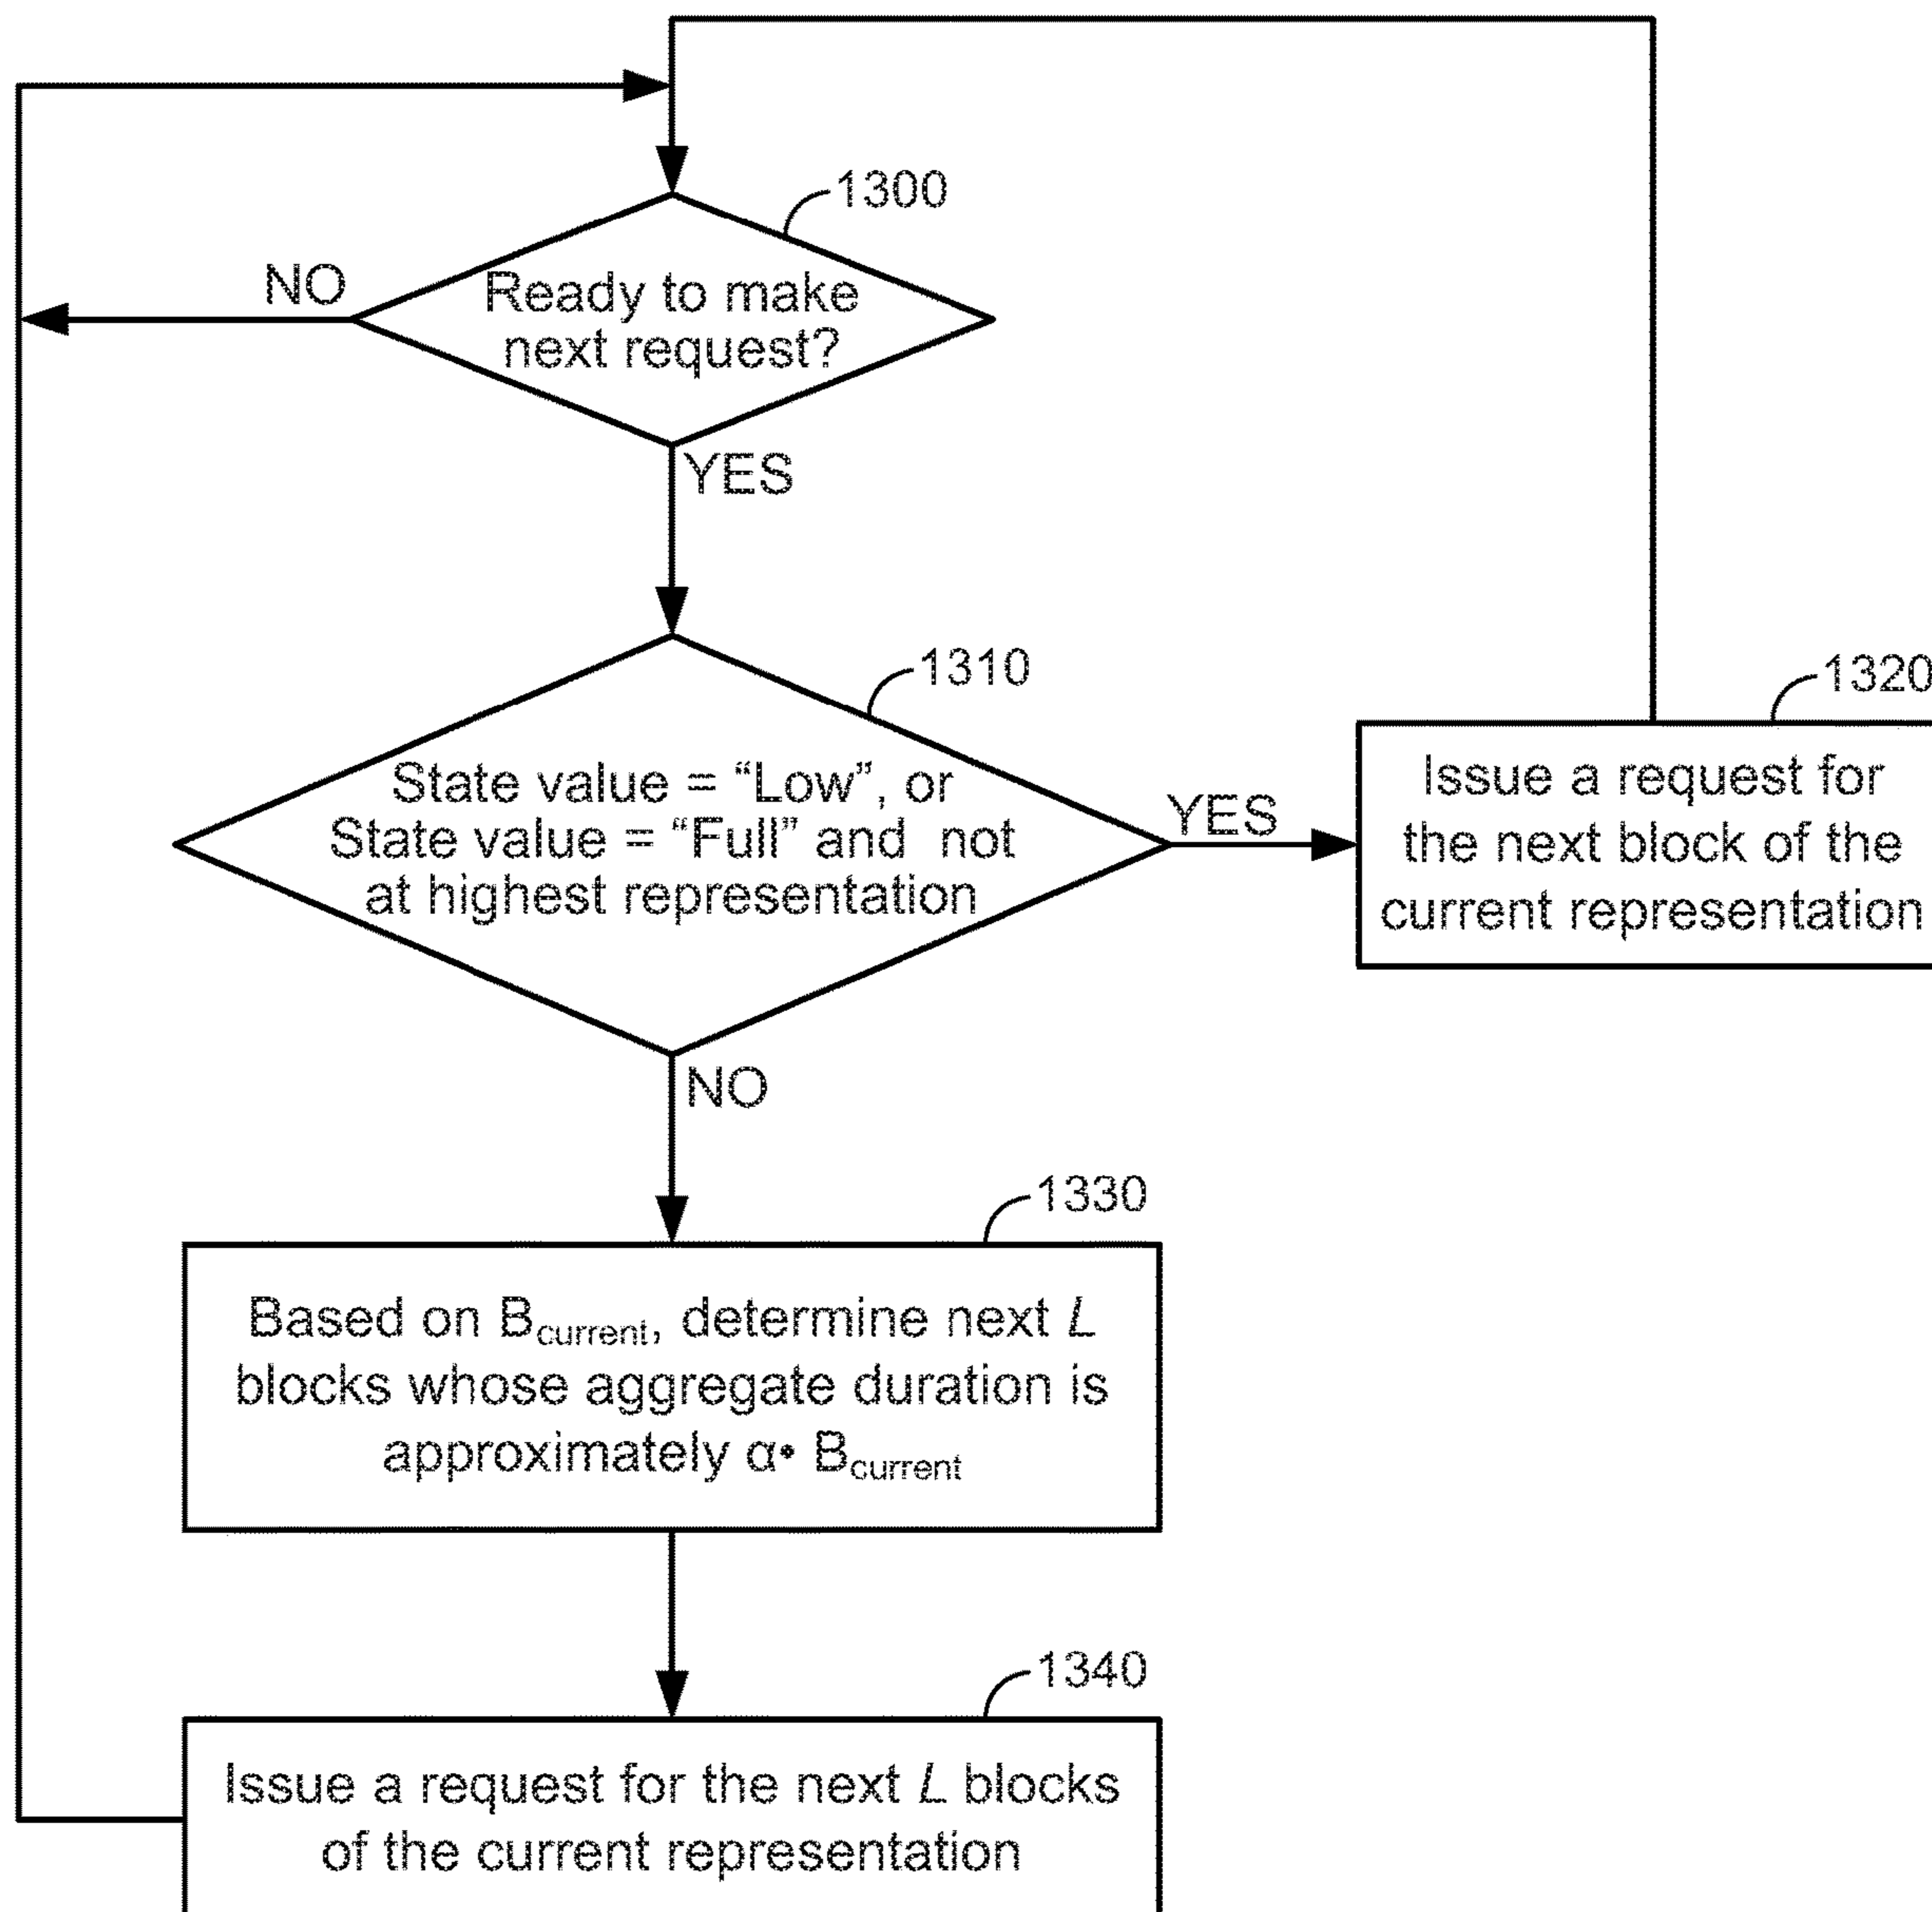 1300
NO
Ready to make
next request?
YES
1310
State value = “Low”, or
State value = “Full” and not
at highest representation
YES
1320
Issue a request for
the next block of the
current representation
NO
1330
Based on Bcurrent, determine next L
blocks whose aggregate duration is
approximately α• Bcurrent
1340
Issue a request for the next L blocks
of the current representation